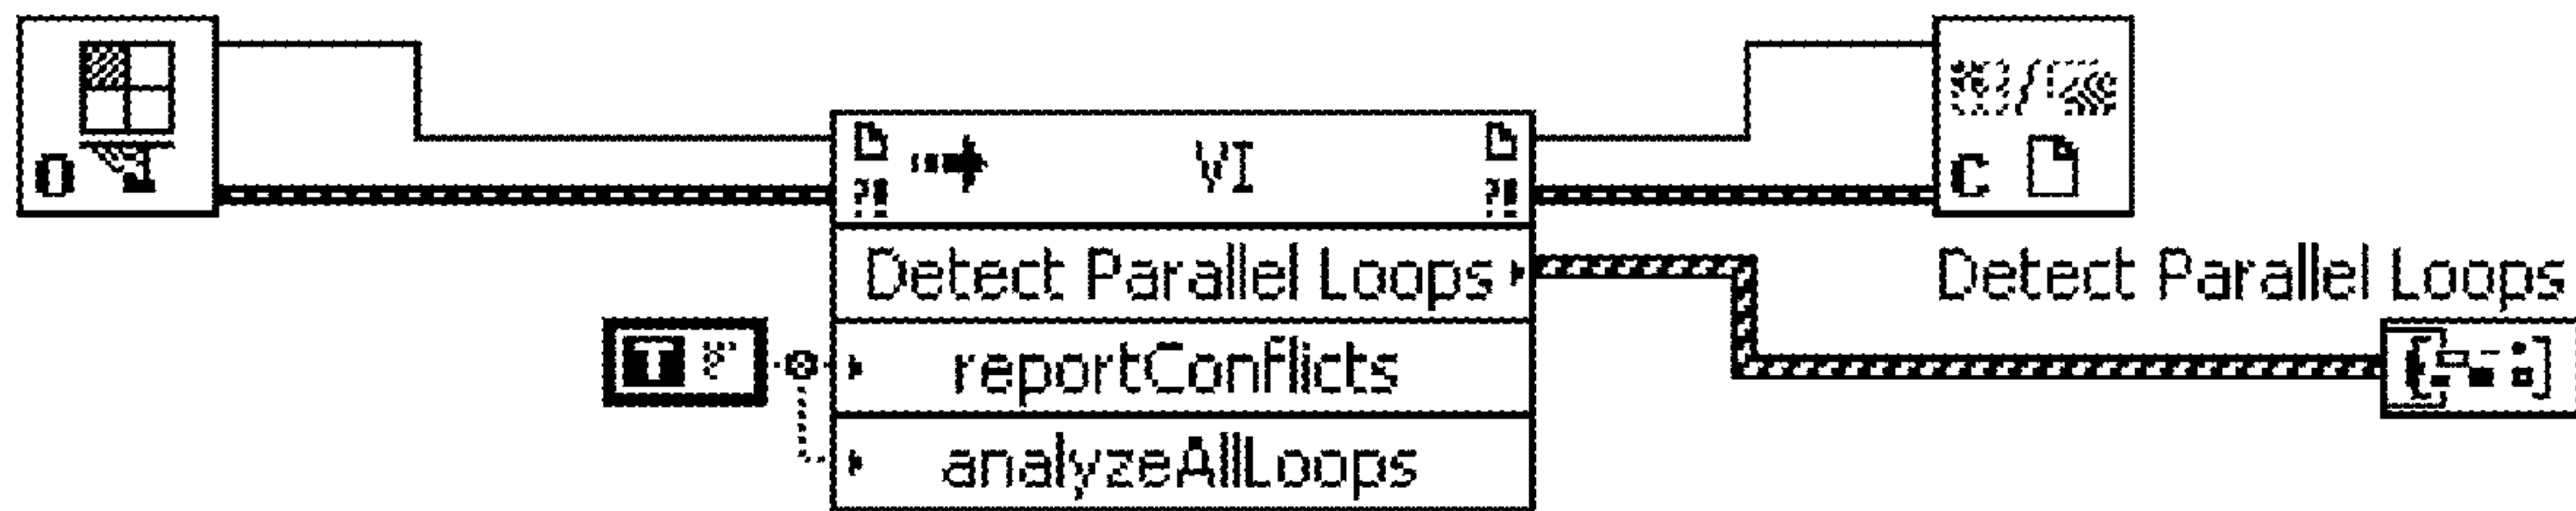 O
?!
VI
?!
C
Detect Parallel Loops
Detect Parallel Loops
T
reportConflicts
analyzeAllLoops